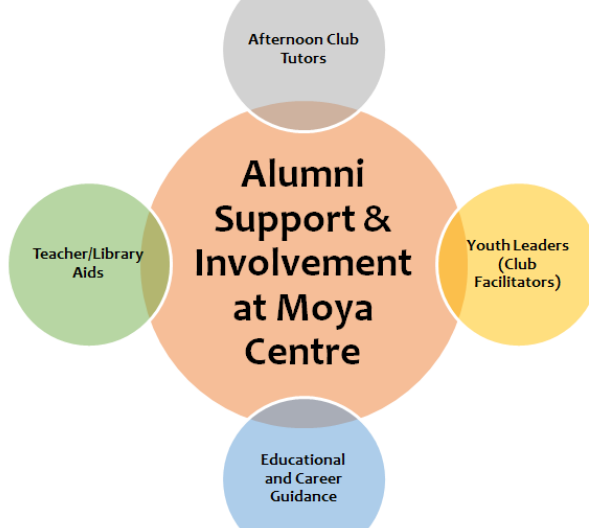 Afternoon Club
Tutors
Alumni
Support &
Involvement
at Moya
Centre
Teacher/Library
Aids
Youth Leaders
(Club
Facilitators)
Educational
and Career
Guidance